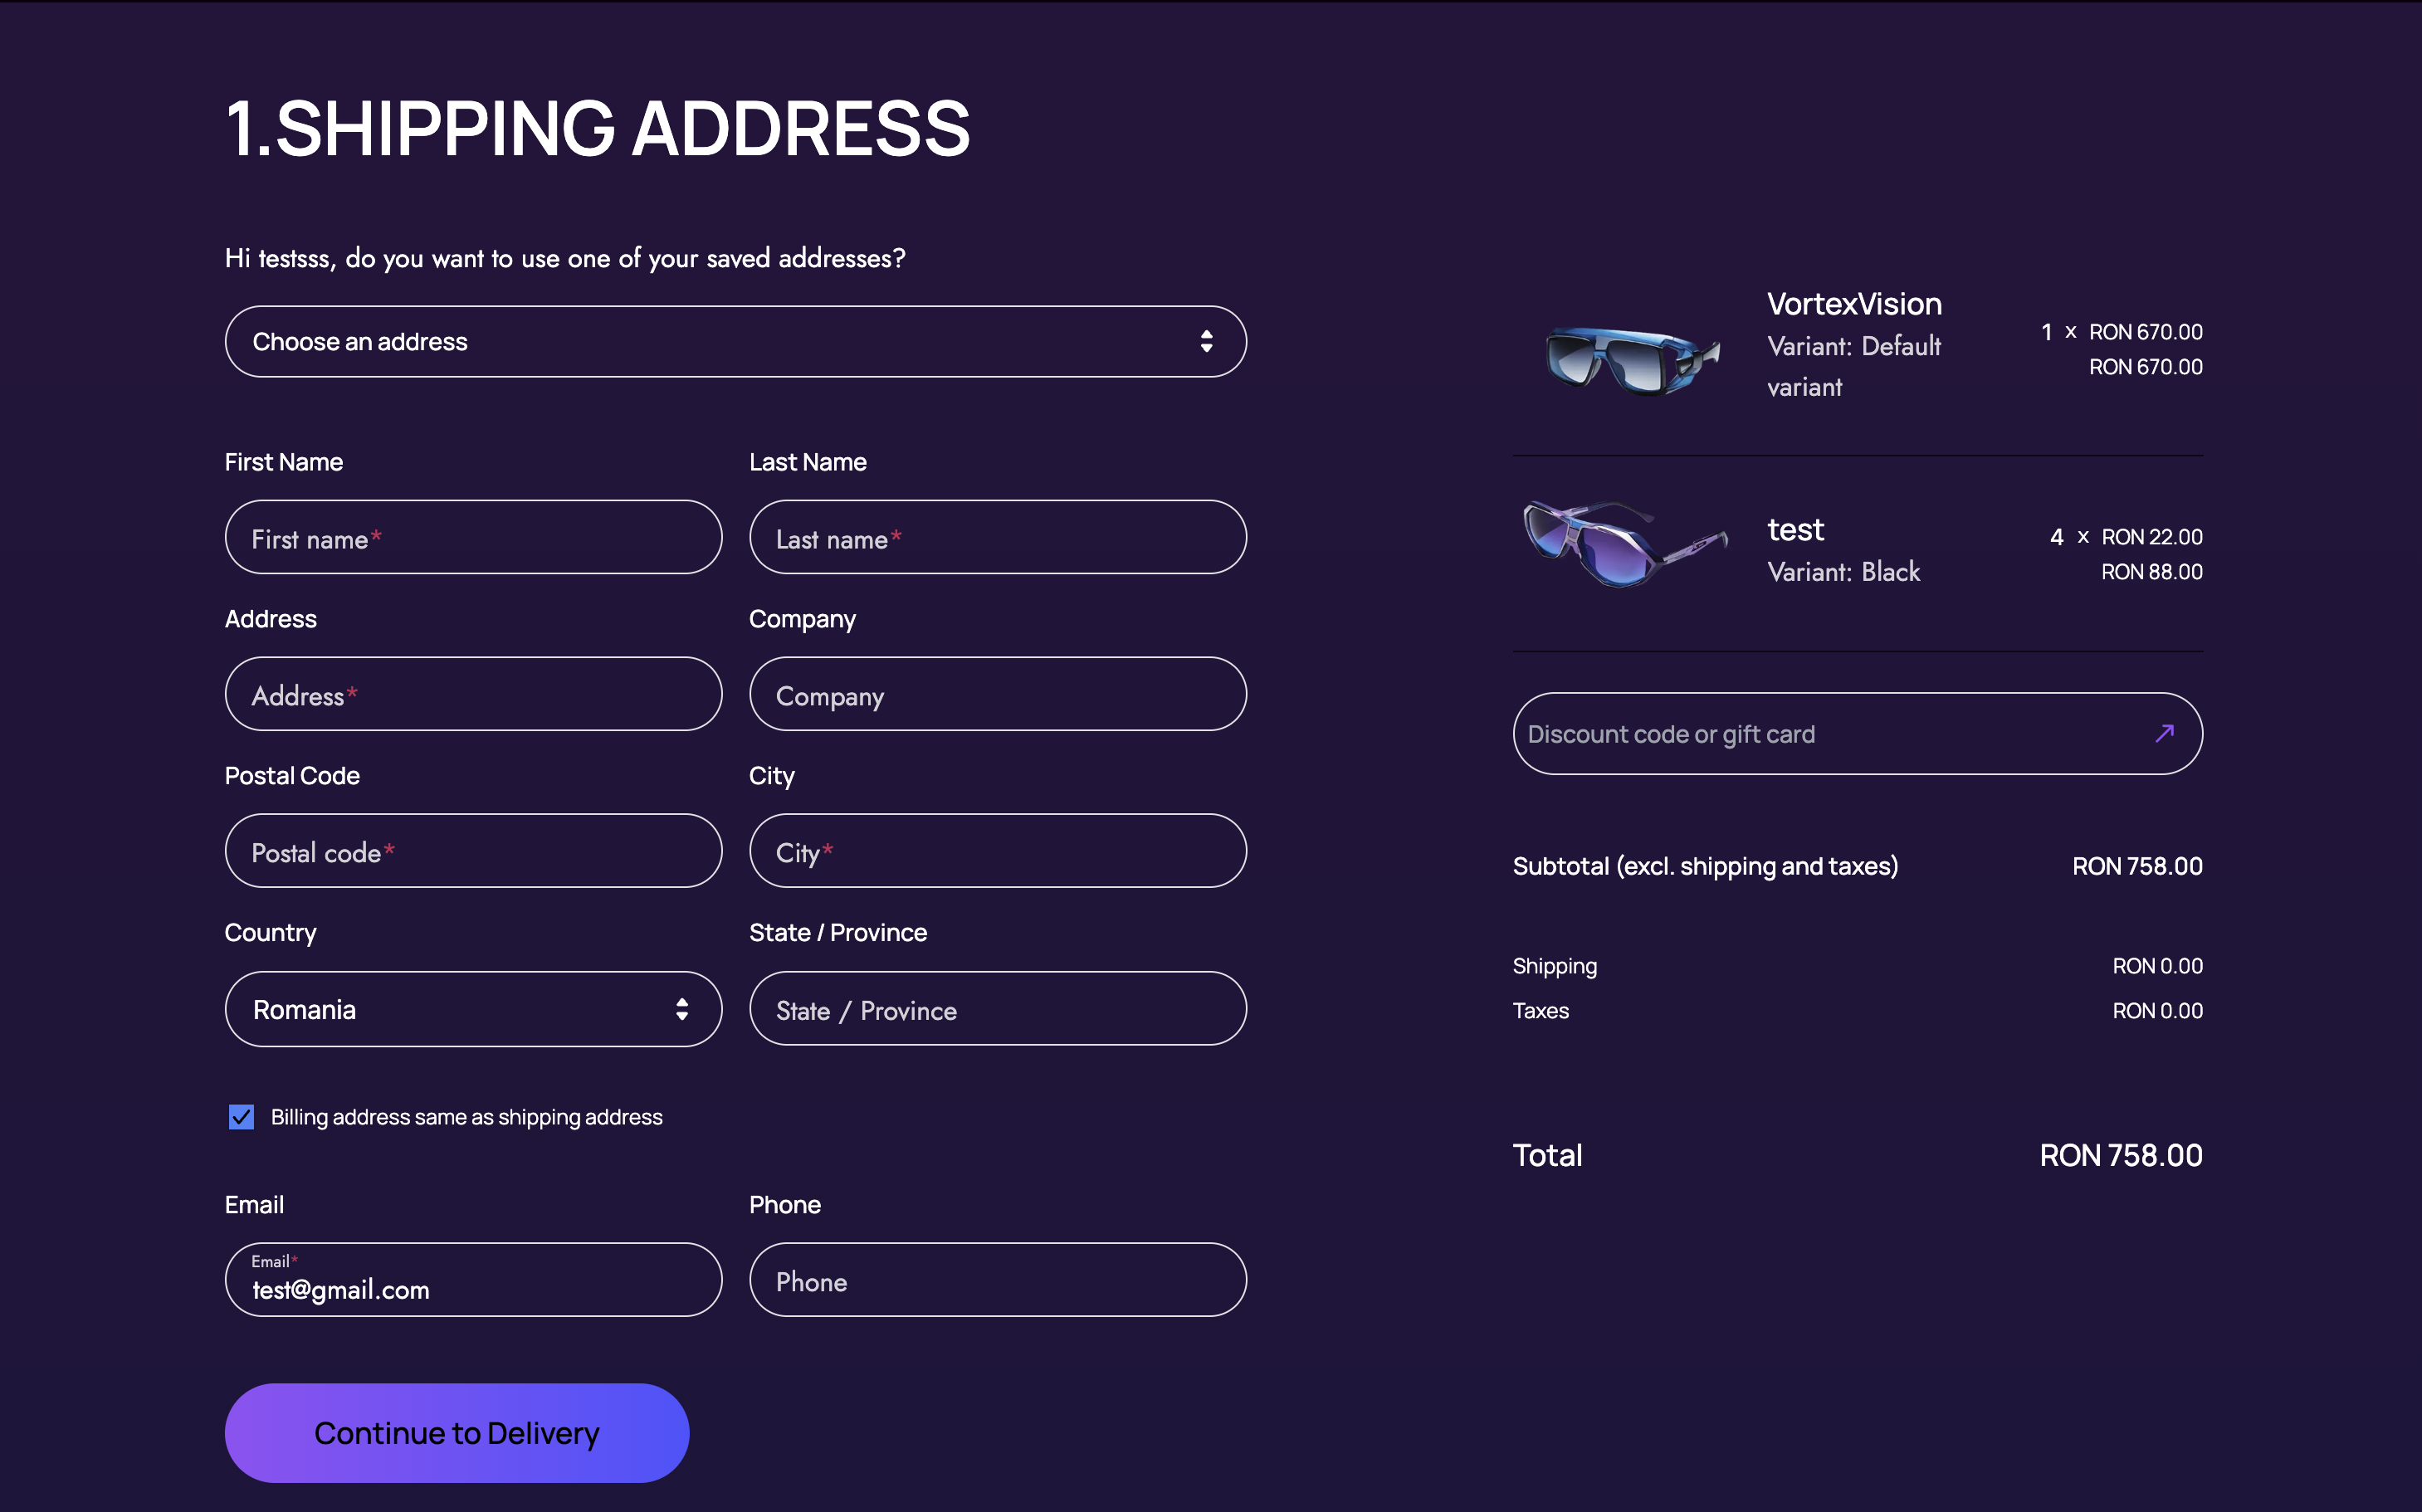 1.SHIPPING ADDRESS
Hi testsss, do you want to use one of your saved addresses?
Choose an address
First Name
First name*
Last Name
Last name*
Address
Address*
Company
Company
Postal Code
Postal code*
City
City*
Country
Romania
State / Province
State / Province
Billing address same as shipping address
Email
Email*
test@gmail.com
Phone
Phone
Continue to Delivery
VortexVision
Variant: Default
variant
1 x RON 670.00
RON 670.00
test
Variant: Black
4 x RON 22.00
RON 88.00
Discount code or gift card
Subtotal (excl. shipping and taxes) RON 758.00
Shipping RON 0.00
Taxes RON 0.00
Total RON 758.00